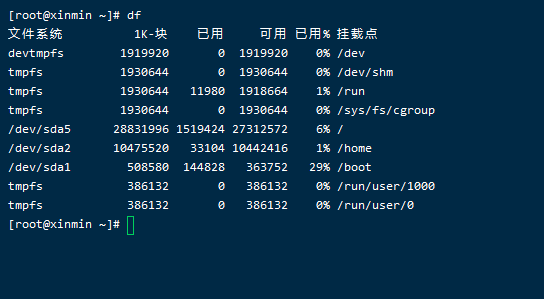 [root@xinmin ~]# df
文件系统 1K-块 已用 可用 已用% 挂载点
devtmpfs 1919920 0 1919920 0% /dev
tmpfs 1930644 0 1930644 0% /dev/shm
tmpfs 1930644 11980 1918664 1% /run
tmpfs 1930644 0 1930644 0% /sys/fs/cgroup
/dev/sda5 28831996 1519424 27312572 6% /
/dev/sda2 10475520 33104 10442416 1% /home
/dev/sda1 508580 144828 363752 29% /boot
tmpfs 386132 0 386132 0% /run/user/1000
tmpfs 386132 0 386132 0% /run/user/0
[root@xinmin ~]#